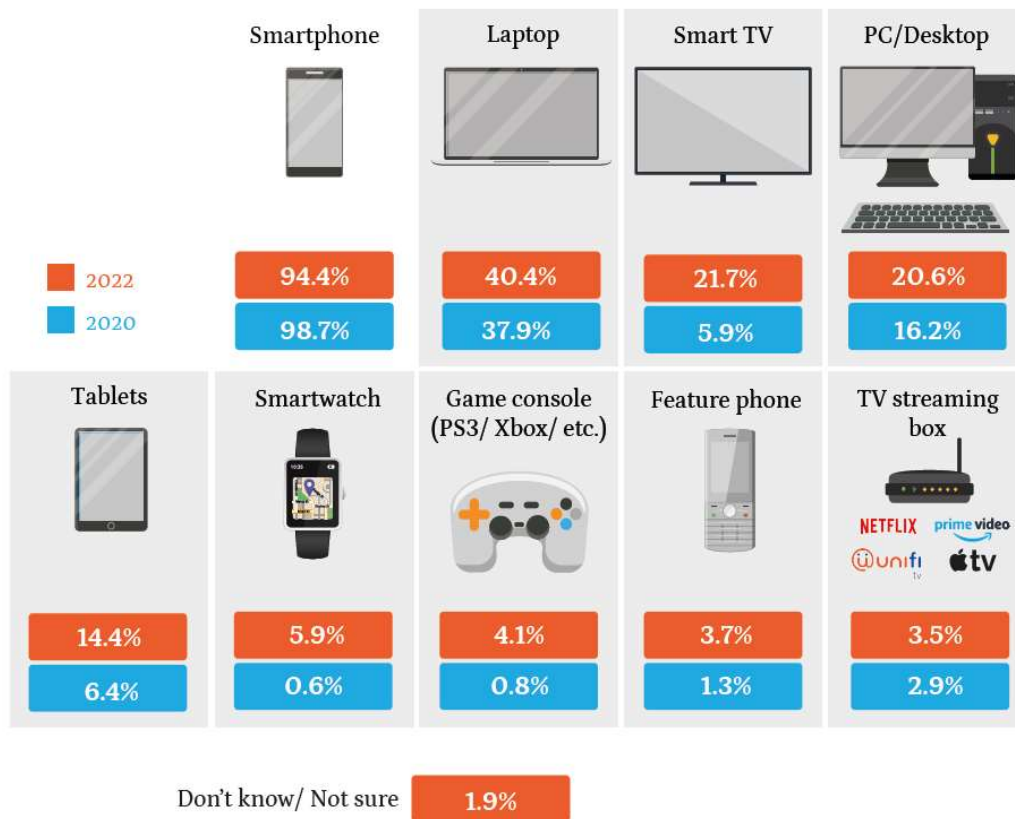 Smartphone
Laptop
Smart TV
PC/Desktop
2022
2020
94.4%
40.4%
21.7%
20.6%
98.7%
37.9%
5.9%
16.2%
Tablets
Smartwatch
Game console
(PS3/ Xbox/ etc.)
Feature phone
TV streaming
box
10:35
NETFLIX
prime video
unifi
tv
tv
14.4%
5.9%
4.1%
3.7%
3.5%
6.4%
0.6%
0.8%
1.3%
2.9%
Don't know/ Not sure
1.9%